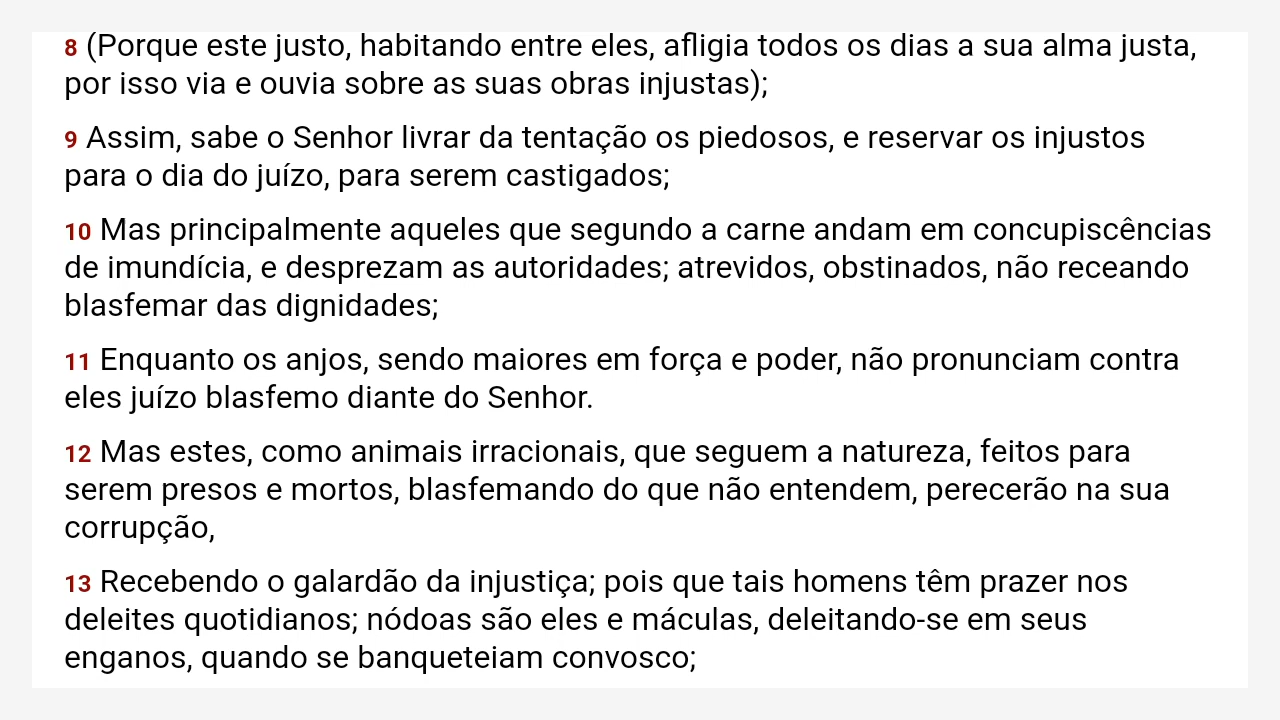 8 (Porque este justo, habitando entre eles, afligia todos os dias a sua alma justa,
por isso via e ouvia sobre as suas obras injustas);
9 Assim, sabe o Senhor livrar da tentação os piedosos, e reservar os injustos
para o dia do juízo, para serem castigados;
10 Mas principalmente aqueles que segundo a carne andam em concupiscências
de imundícia, e desprezam as autoridades; atrevidos, obstinados, não receando
blasfemar das dignidades;
11 Enquanto os anjos, sendo maiores em força e poder, não pronunciam contra
eles juízo blasfemo diante do Senhor.
12 Mas estes, como animais irracionais, que seguem a natureza, feitos para
serem presos e mortos, blasfemando do que não entendem, perecerão na sua
corrupção,
13 Recebendo o galardão da injustiça; pois que tais homens têm prazer nos
deleites quotidianos; nódoas são eles e máculas, deleitando-se em seus
enganos, quando se banqueteiam convosco;